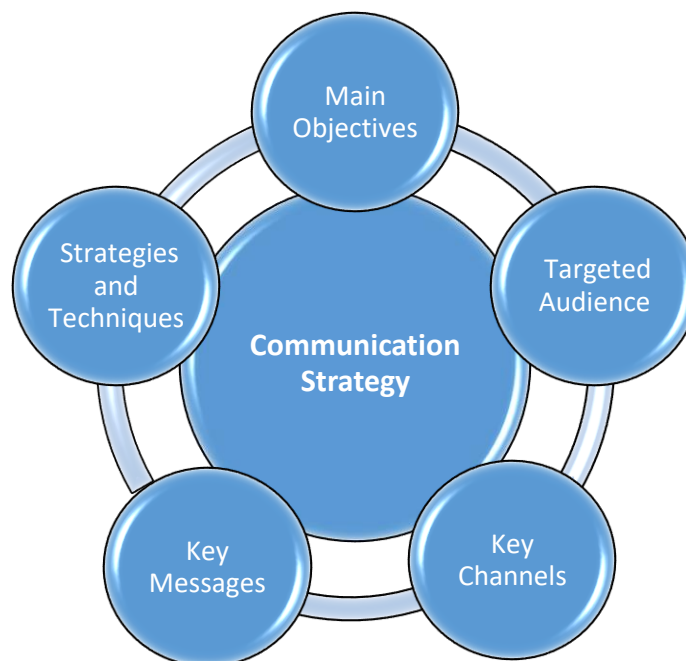 Main
Objectives
Targeted
Audience
Key
Channels
Key
Messages
Strategies
and
Techniques
Communication
Strategy